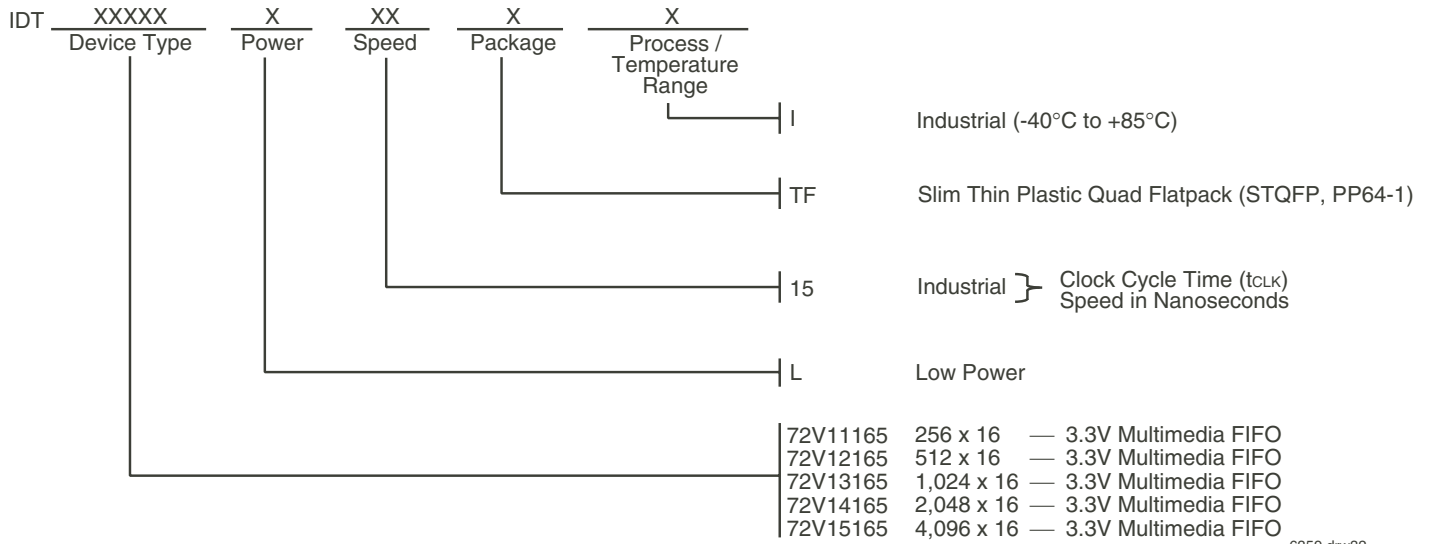 IDT XXXXX X XX X X
Device Type Power Speed Package Process /
Temperature
Range
I Industrial (-40°C to +85°C)
TF Slim Thin Plastic Quad Flatpack (STQFP, PP64-1)
15 Industrial } Clock Cycle Time (tCLK)
Speed in Nanoseconds
L Low Power
72V11165 256 x 16 — 3.3V Multimedia FIFO
72V12165 512 x 16 — 3.3V Multimedia FIFO
72V13165 1,024 x 16 — 3.3V Multimedia FIFO
72V14165 2,048 x 16 — 3.3V Multimedia FIFO
72V15165 4,096 x 16 — 3.3V Multimedia FIFO